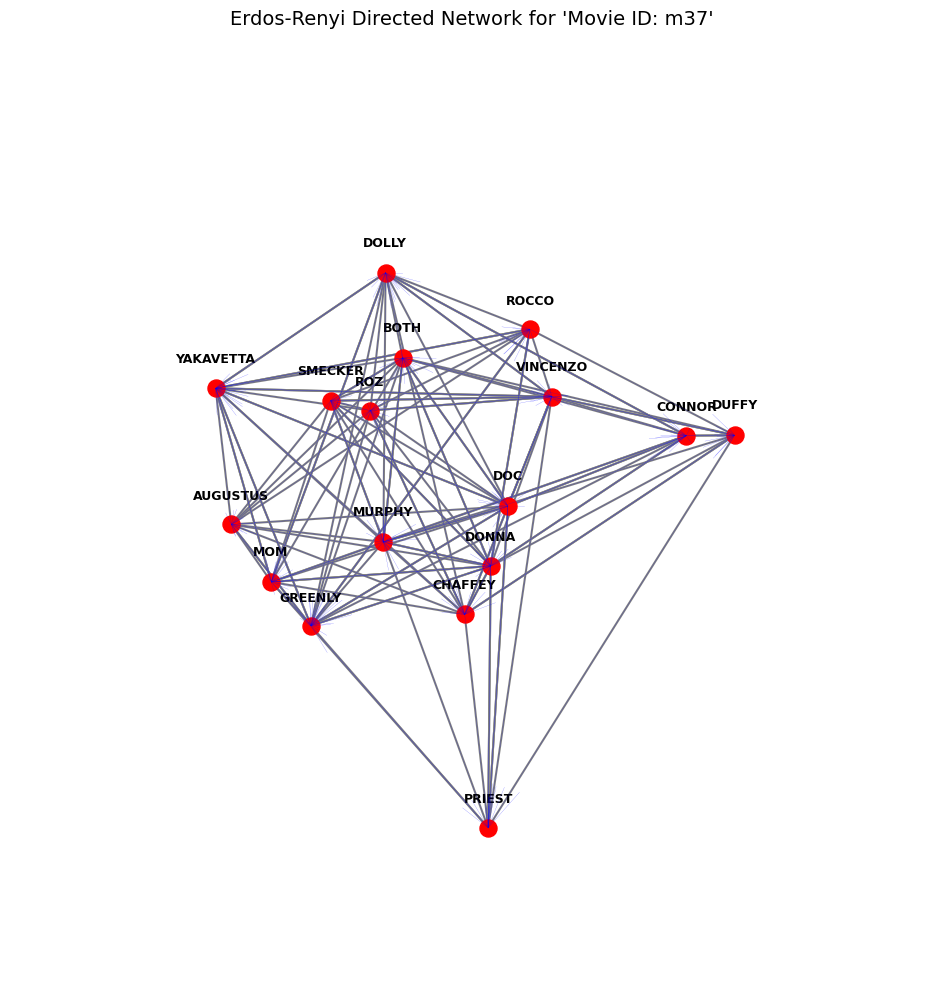 Erdos-Renyi Directed Network for 'Movie ID: m37'
DOLLY
ROCCO
BOTH
YAKAVETTA
VINCENZO
SMECKER
ROZ
CONNOR
DUFFY
DOC
AUGUSTUS
MURPHY
DONNA
MOM
CHAFFEY
GREENLY
PRIEST